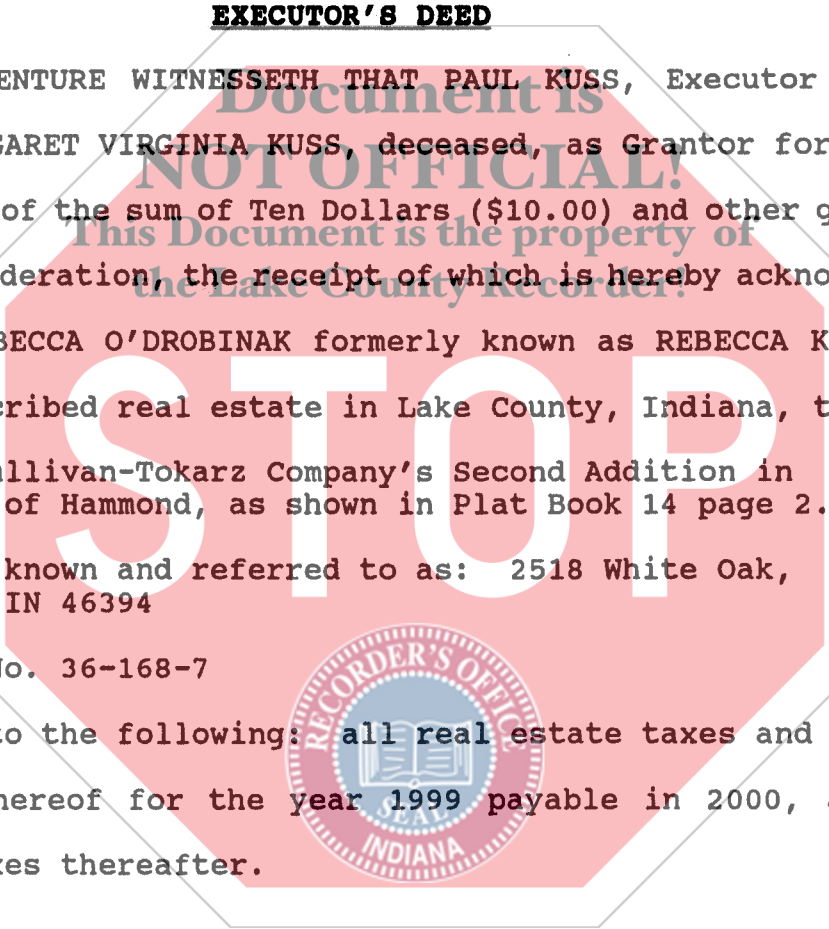 EXECUTOR'S DEED
ENTURE WITNESSETH THAT PAUL KUSS, Executor
Document is
GARET VIRGINIA KUSS, deceased, as Grantor for
NOT OFFICIAL!
of the sum of Ten Dollars ($10.00) and other g
This Document is the property of
deration, the receipt of which is hereby ackno
the Lake County Recorder!
BECCA O'DROBINAK formerly known as REBECCA K
cribed real estate in Lake County, Indiana, t
STOP
llivan-Tokarz Company's Second Addition in
of Hammond, as shown in Plat Book 14 page 2.
known and referred to as: 2518 White Oak,
IN 46394
No. 36-168-7
RECORDER'S OFFICE
to the following: all real estate taxes and
hereof for the year 1999 payable in 2000,
SEAL
INDIANA
xes thereafter.